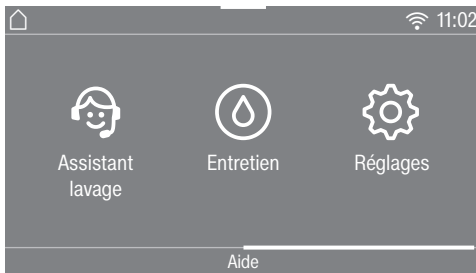 11:02
Assistant
lavage
Entretien
Réglages
Aide